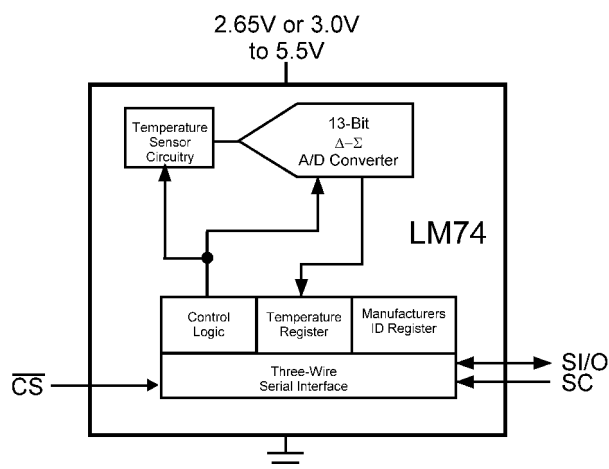 2.65V or 3.0V
to 5.5V
Temperature
Sensor
Circuitry
13-Bit
Δ–Σ
A/D Converter
LM74
Control
Logic
Temperature
Register
Manufacturers
ID Register
Three-Wire
Serial Interface
CS
SI/O
SC